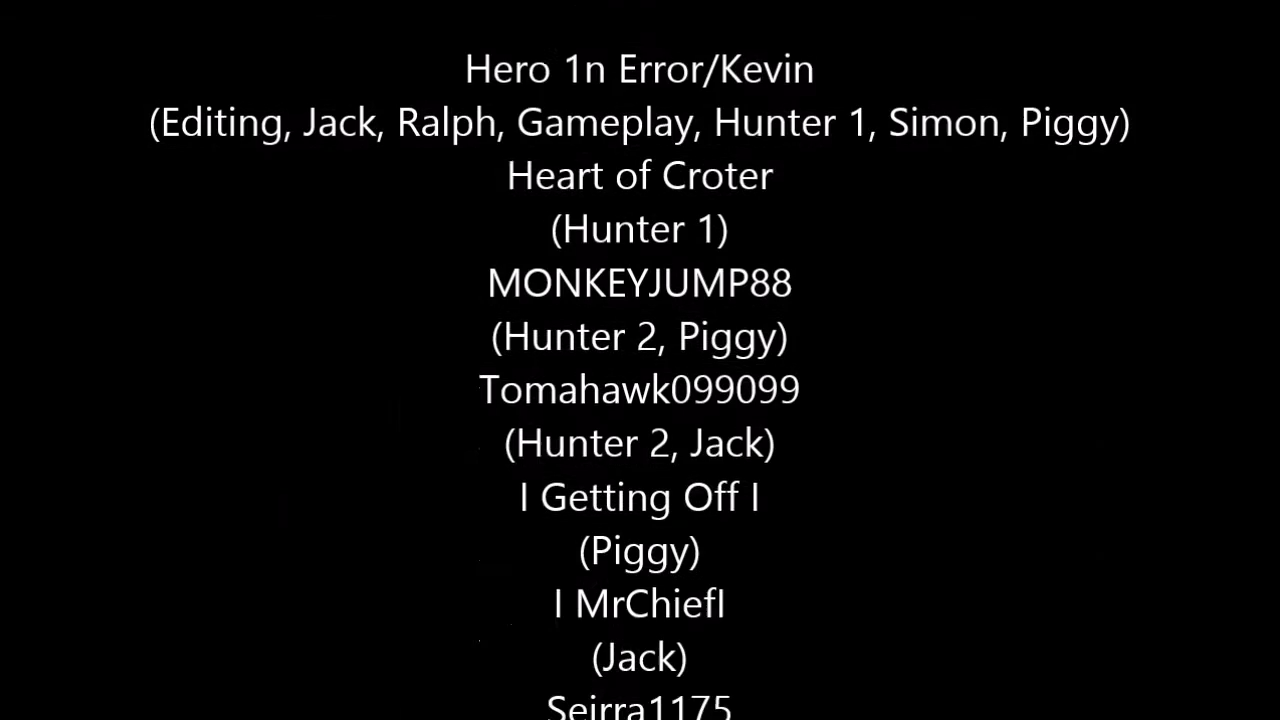 Hero 1n Error/Kevin
(Editing, Jack, Ralph, Gameplay, Hunter 1, Simon, Piggy)
Heart of Croter
(Hunter 1)
MONKEYJUMP88
(Hunter 2, Piggy)
Tomahawk099099
(Hunter 2, Jack)
I Getting Off I
(Piggy)
I MrChiefI
(Jack)
Seirra1175